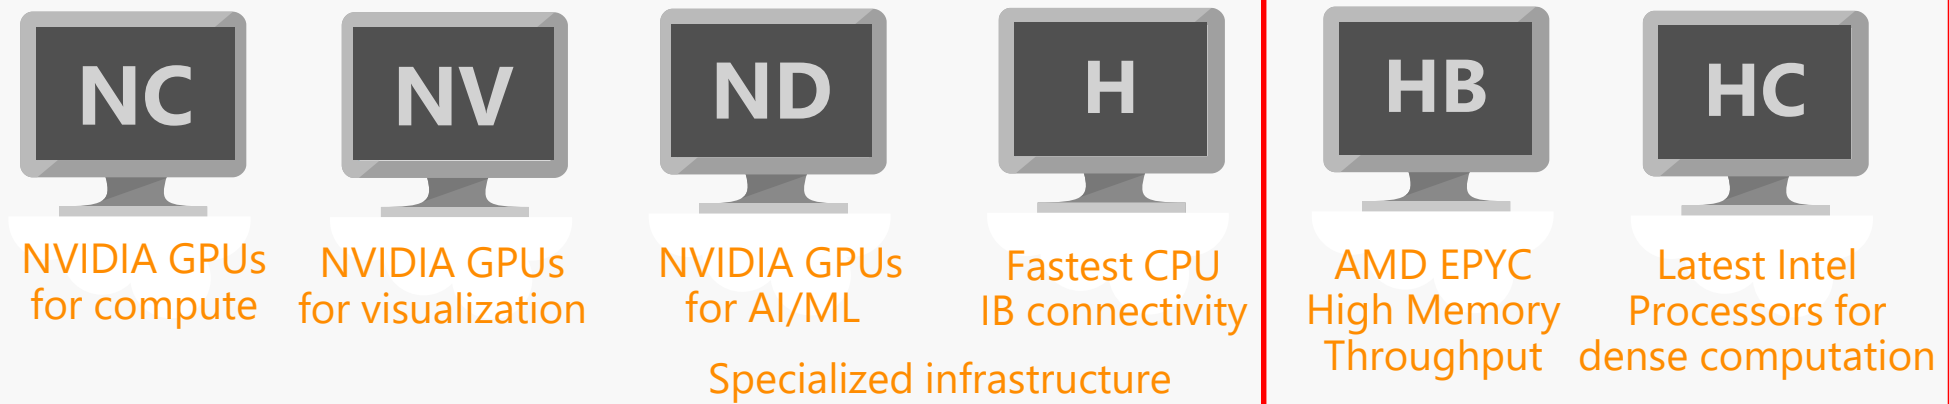 NC
NV
ND
H
HB
HC
NVIDIA GPUs
for compute
NVIDIA GPUs
for visualization
NVIDIA GPUs
for AI/ML
Fastest CPU
IB connectivity
AMD EPYC
High Memory
Throughput
Latest Intel
Processors for
dense computation
Specialized infrastructure